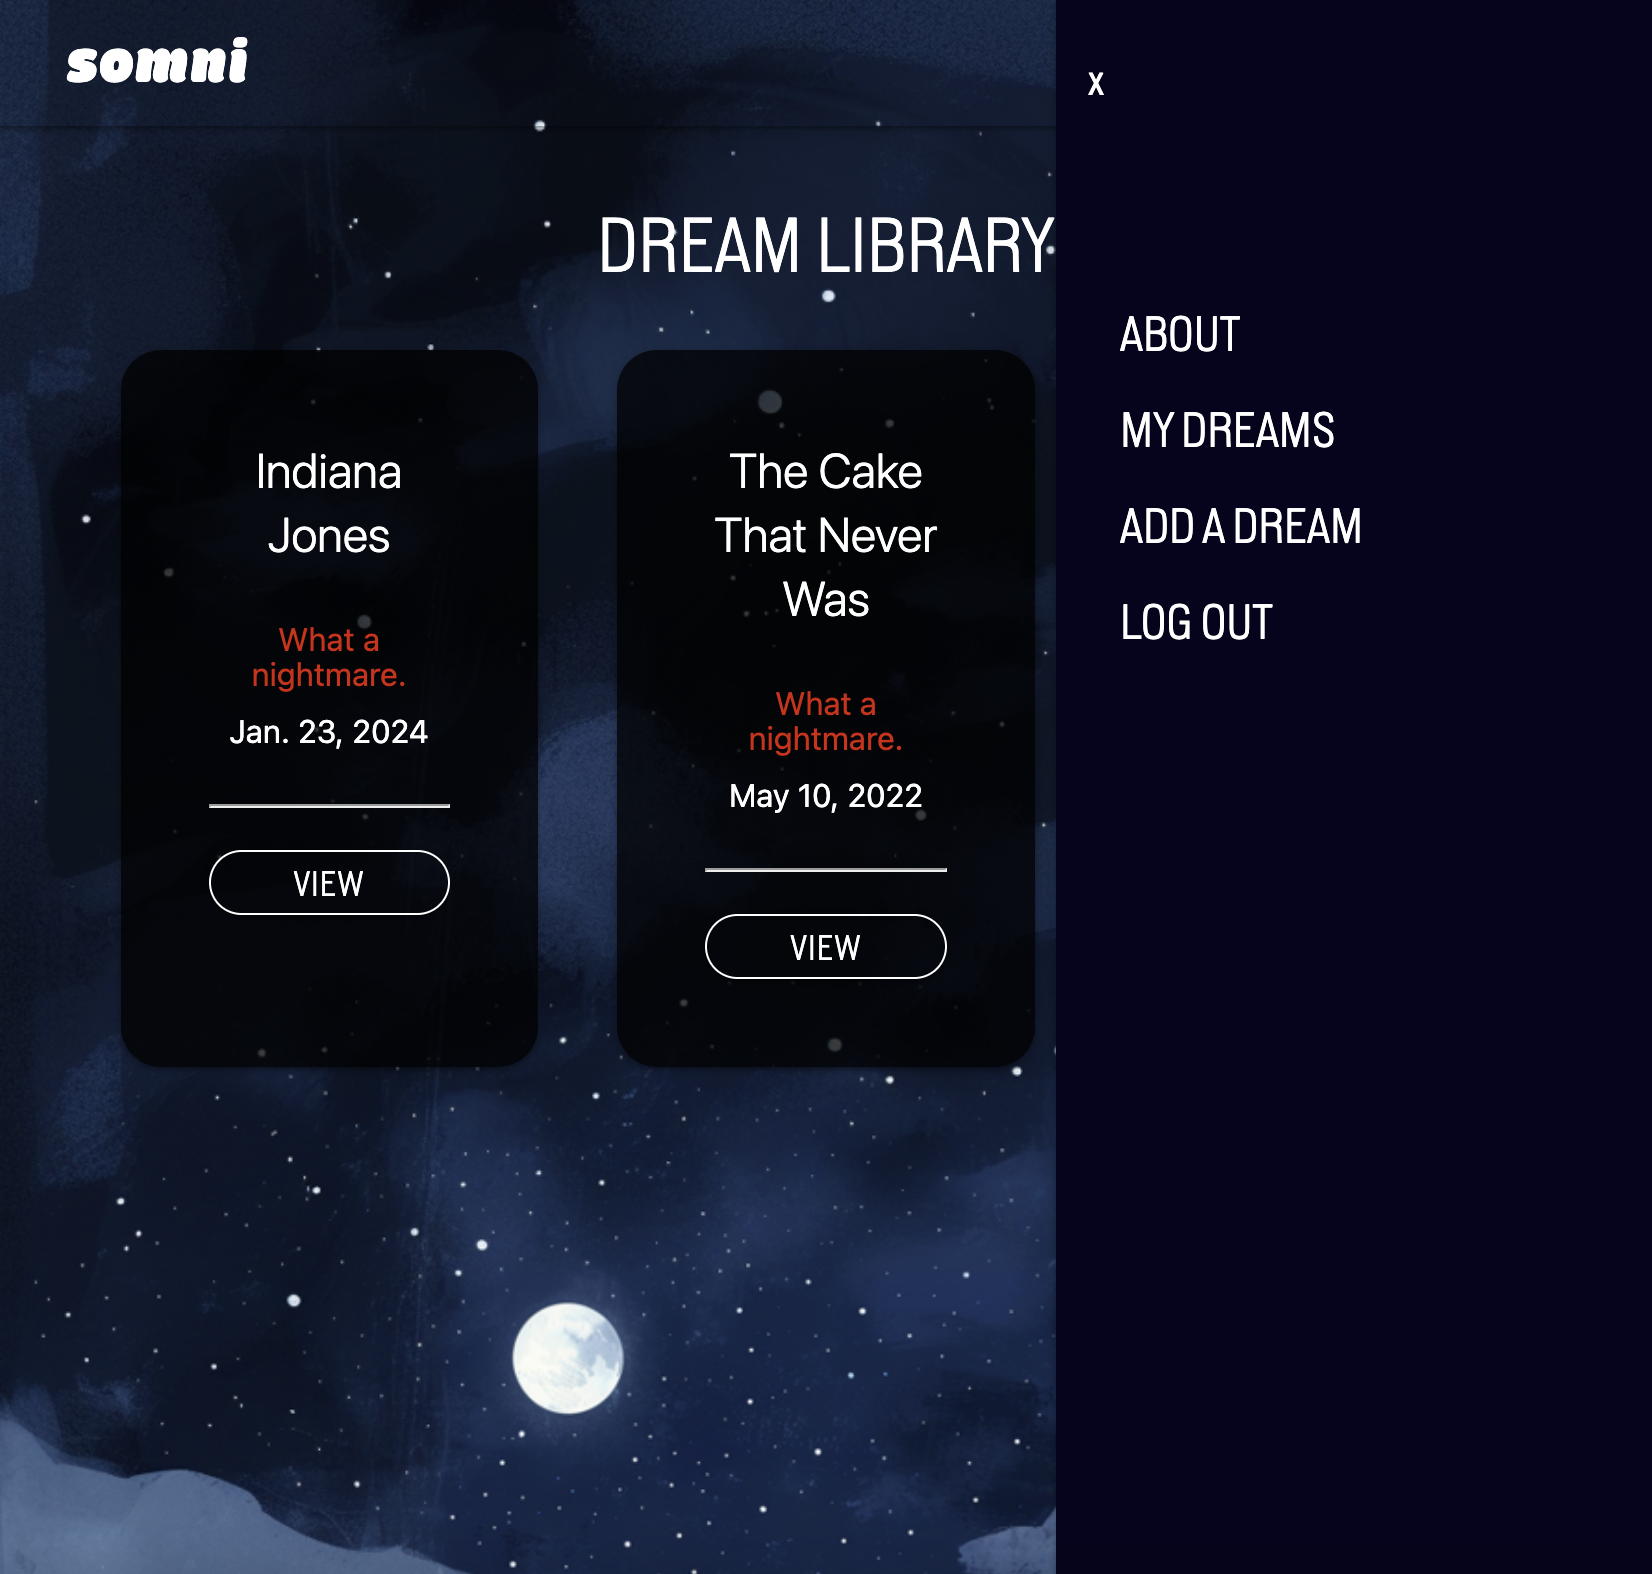 somni
X
DREAM LIBRARY
Indiana
Jones
What a
nightmare.
Jan. 23, 2024
VIEW
The Cake
That Never
Was
What a
nightmare.
May 10, 2022
VIEW
ABOUT
MY DREAMS
ADD A DREAM
LOG OUT